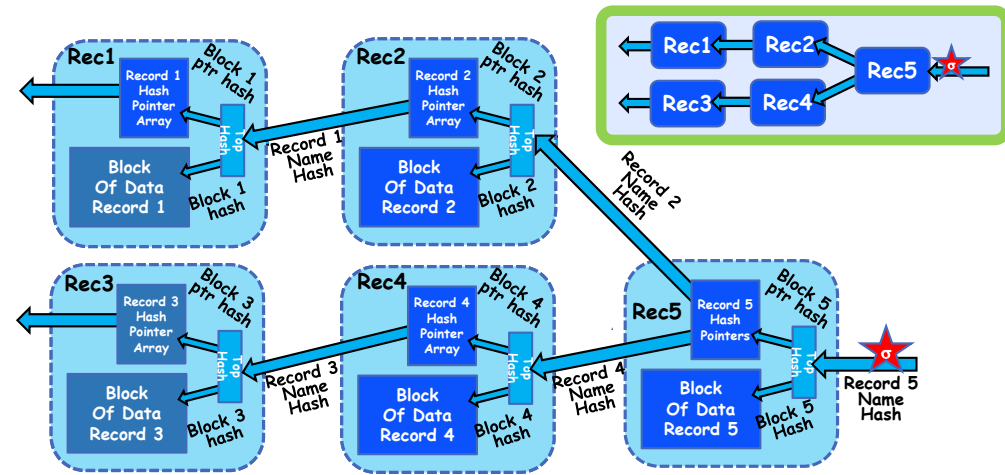 Rec1
Block 1
ptr hash
Record 1
Hash
Pointer
Array
Top
Hash
Block
Of Data
Record 1
Block 1
hash
Record 1
Name
Hash
Rec2
Block 2
ptr hash
Record 2
Hash
Pointer
Array
Top
Hash
Block
Of Data
Record 2
Block 2
hash
Record 2
Name
Hash
Rec1
Rec2
Rec5
σ
Rec3
Rec4
Rec3
Block 3
ptr hash
Record 3
Hash
Pointer
Array
Top
Hash
Block
Of Data
Record 3
Block 3
hash
Record 3
Name
Hash
Rec4
Block 4
ptr hash
Record 4
Hash
Pointer
Array
Top
Hash
Block
Of Data
Record 4
Block 4
hash
Record 4
Name
Hash
Rec5
Block 5
ptr hash
Record 5
Hash
Pointers
Top
Hash
Block
Of Data
Record 5
Block 5
Hash
σ
Record 5
Name
Hash